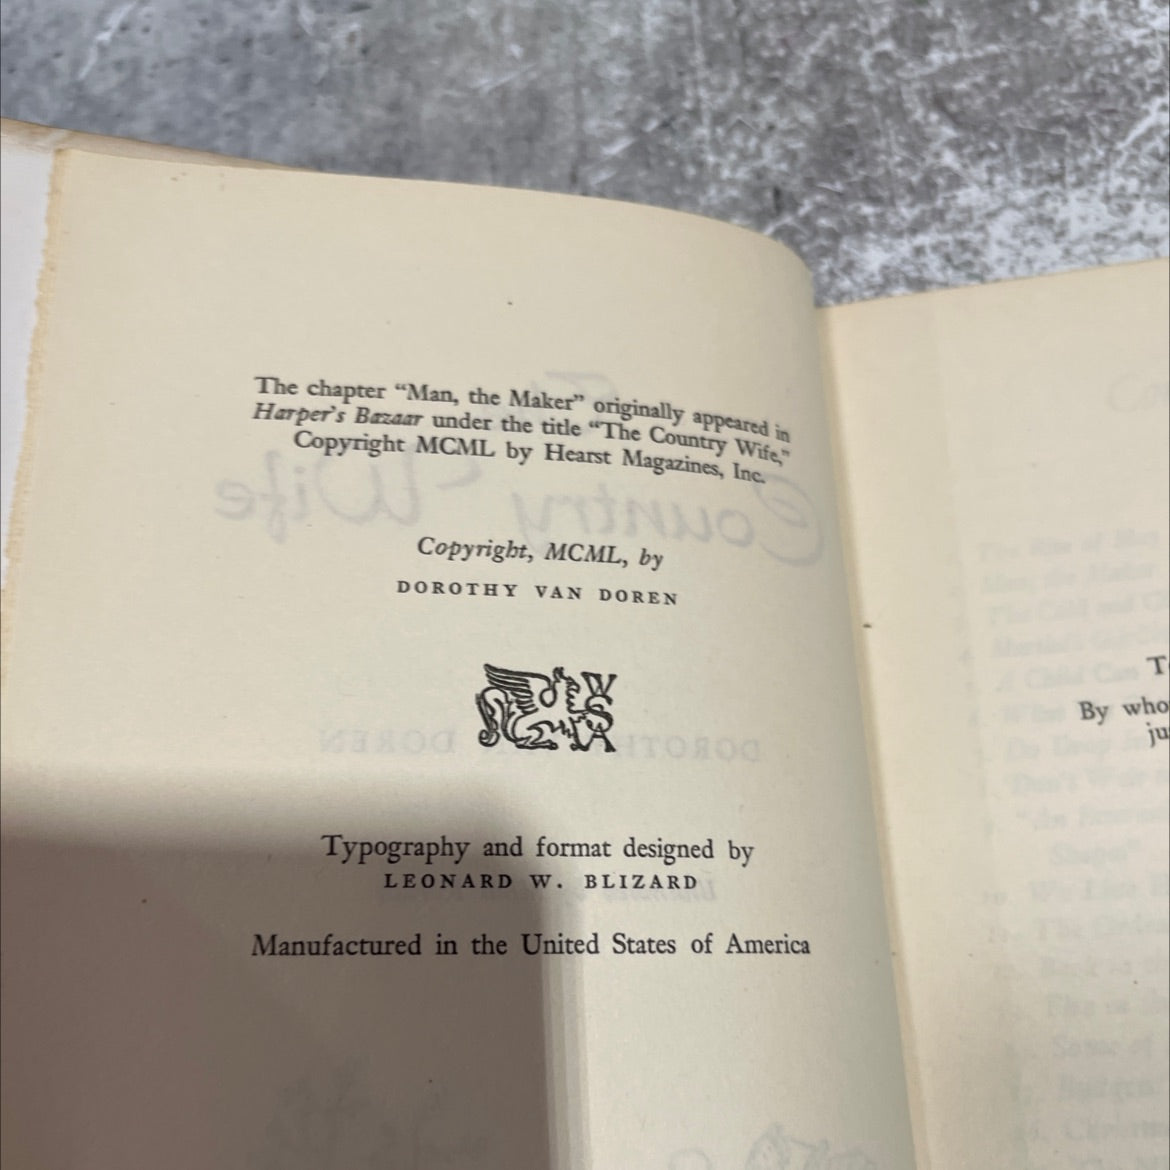 The chapter “Man, the Maker” originally appeared in
Harper's Bazaar under the title “The Country Wife,”
Copyright MCML by Hearst Magazines, Inc.
Copyright, MCML, by
DOROTHY VAN DOREN
WSA
Typography and format designed by
LEONARD W. BLIZARD
Manufactured in the United States of America
By who
ju